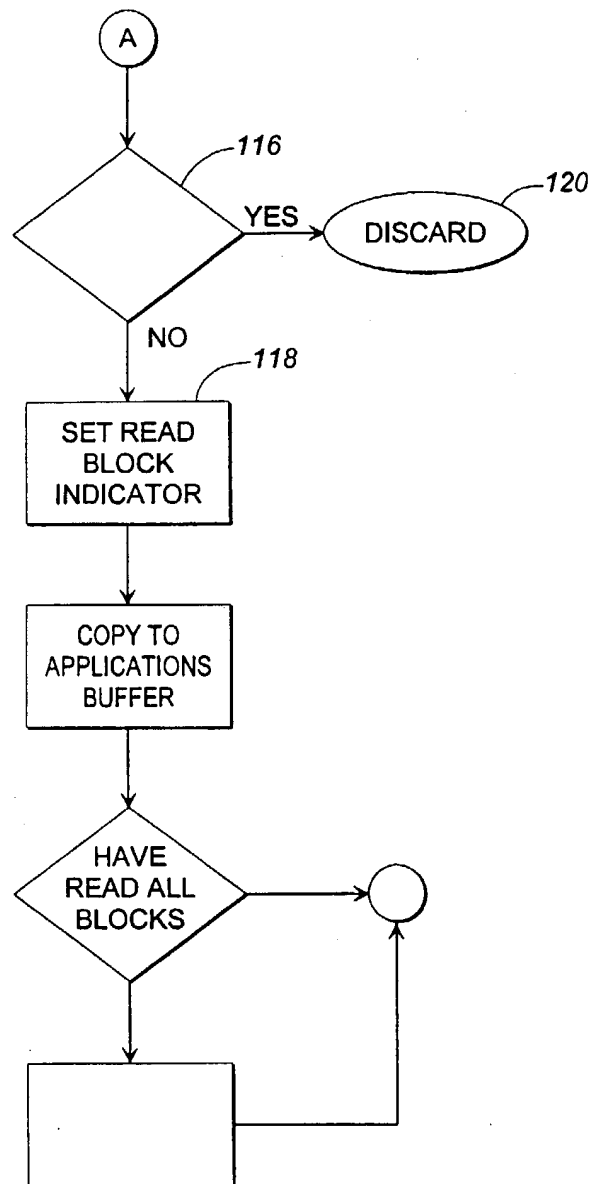 A
116
YES
DISCARD
120
NO
118
SET READ
BLOCK
INDICATOR
COPY TO
APPLICATIONS
BUFFER
HAVE
READ ALL
BLOCKS